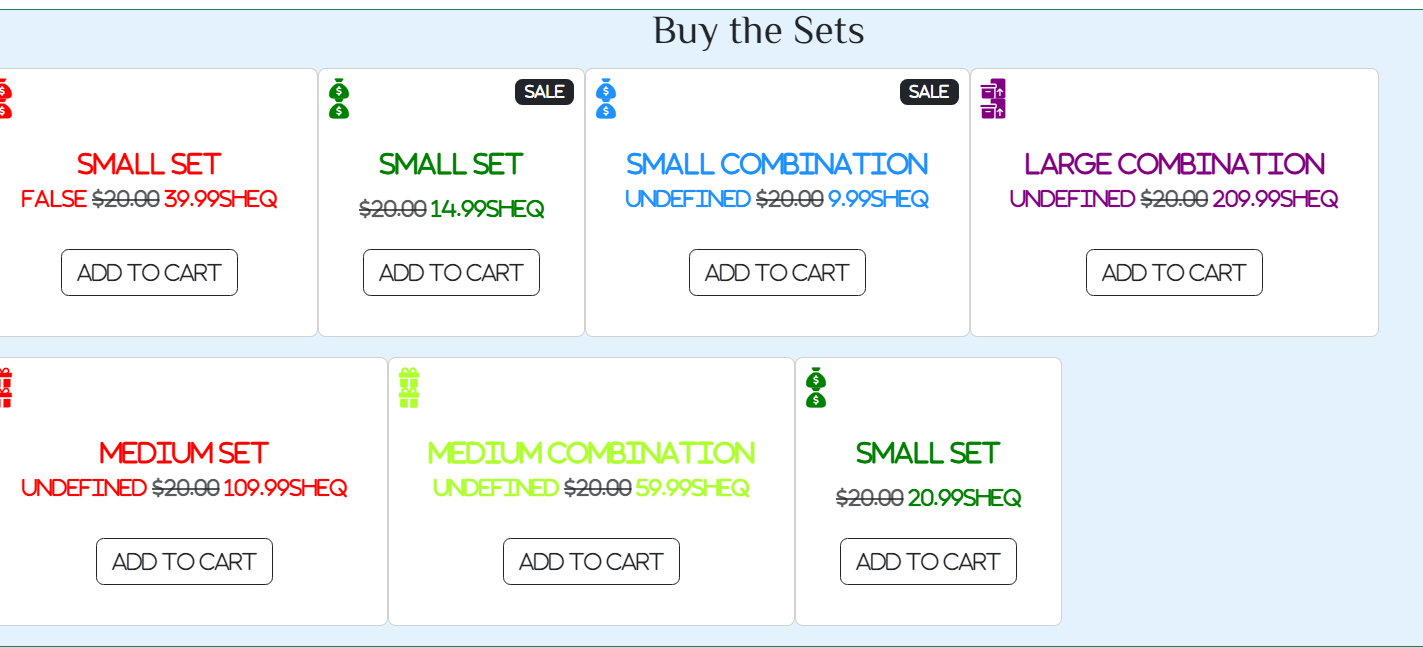 Buy the Sets
SALE
SALE
SMALL SET
SMALL SET
SMALL COMBINATION
LARGE COMBINATION
FALSE $20.00 39.99SHEQ
$20.00 14.99SHEQ
UNDEFINED $20.00 9.99SHEQ
UNDEFINED $20.00 209.99SHEQ
ADD TO CART
ADD TO CART
ADD TO CART
ADD TO CART
MEDIUM SET
MEDIUM COMBINATION
SMALL SET
UNDEFINED $20.00 109.99SHEQ
UNDEFINED $20.00 59.99SHEQ
$20.00 20.99SHEQ
ADD TO CART
ADD TO CART
ADD TO CART